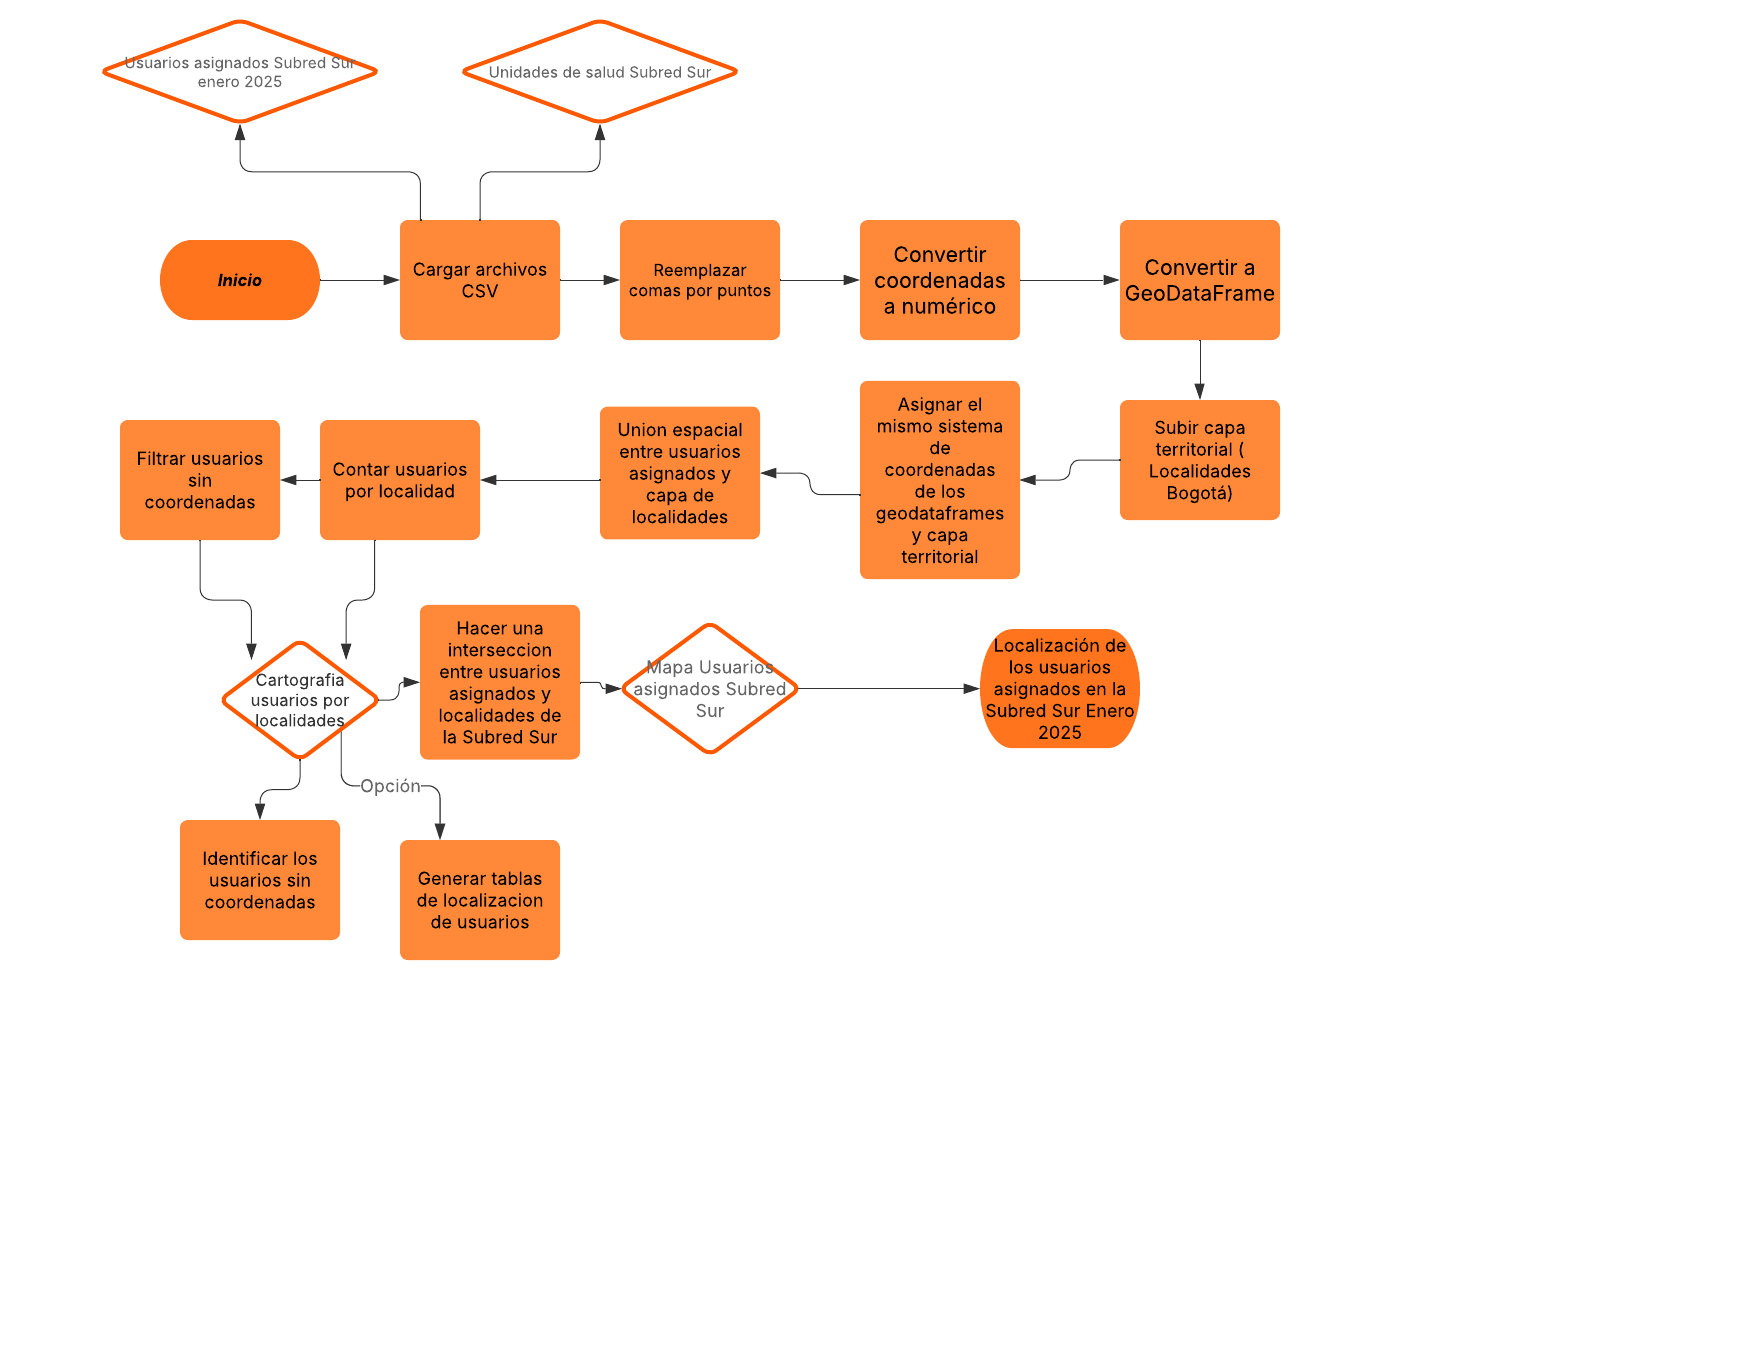 Usuarios asignados Subred Sur
enero 2025
Unidades de salud Subred Sur
Inicio
Cargar archivos
CSV
Reemplazar
comas por puntos
Convertir
coordenadas
a numérico
Convertir a
GeoDataFrame
Filtrar usuarios
sin
coordenadas
Contar usuarios
por localidad
Union espacial
entre usuarios
asignados y
capa de
localidades
Asignar el
mismo sistema
de
coordenadas
de los
geodataframes
y capa
territorial
Subir capa
territorial (
Localidades
Bogotá)
Cartografia
usuarios por
localidades
Hacer una
interseccion
entre usuarios
asignados y
localidades de
la Subred Sur
Mapa Usuarios
asignados Subred
Sur
Localización de
los usuarios
asignados en la
Subred Sur Enero
2025
Opción
Identificar los
usuarios sin
coordenadas
Generar tablas
de localizacion
de usuarios